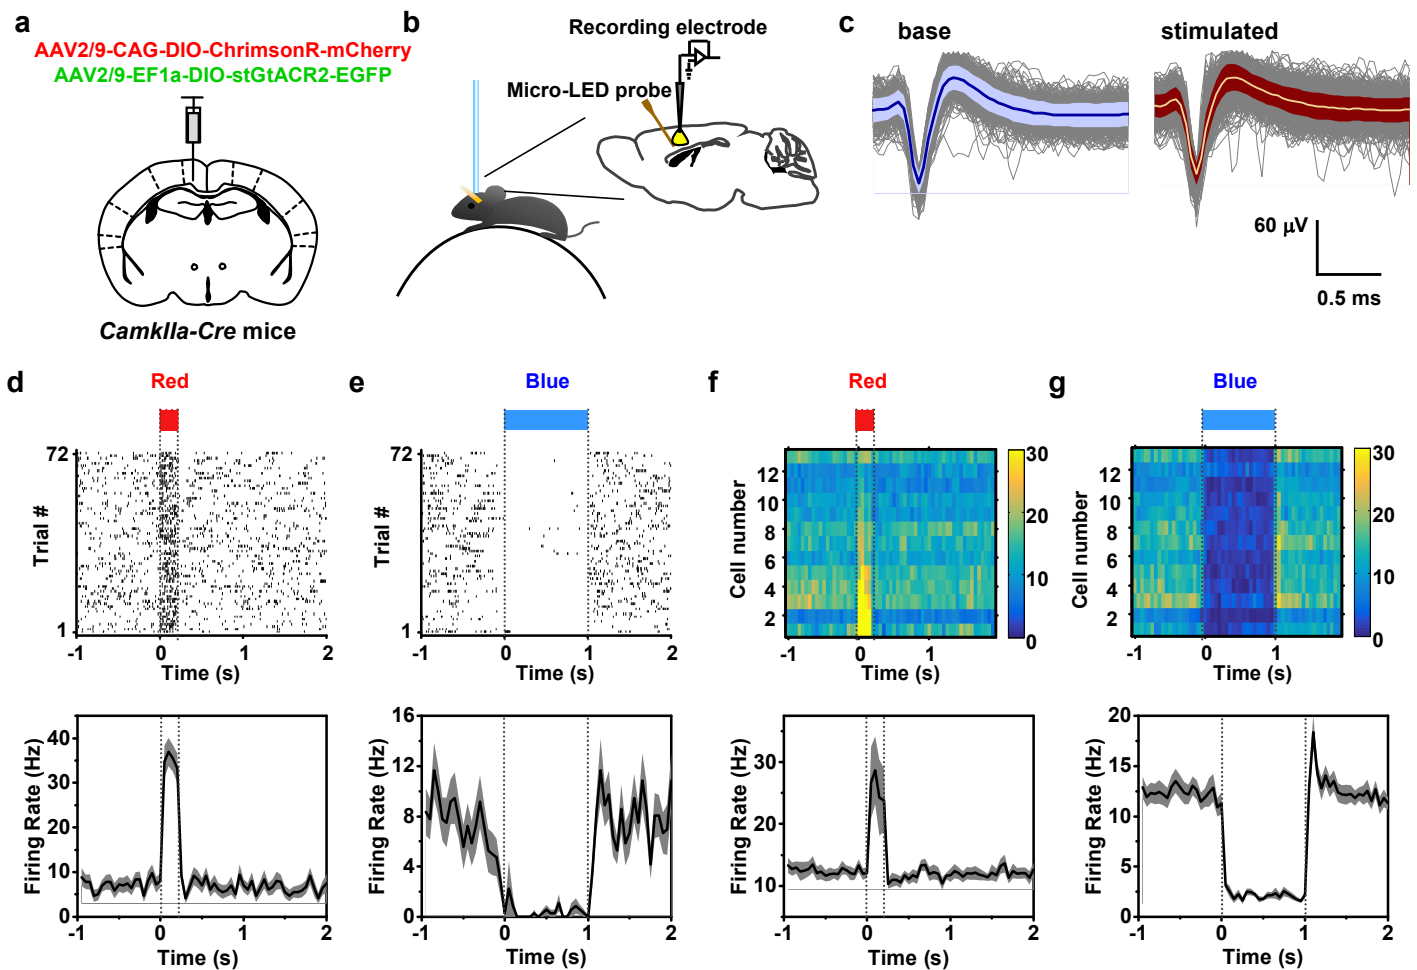 a
AAV2/9-CAG-DIO-ChrimsonR-mCherry
AAV2/9-EF1a-DIO-stGtACR2-EGFP
CamkIIa-Cre mice
b
Recording electrode
Micro-LED probe
c
base
stimulated
60 μV
0.5 ms
d
Red
72
Trial #
1
-1 0 1 2
Time (s)
40
30
20
10
0
Firing Rate (Hz)
-1 0 1 2
Time (s)
e
Blue
72
Trial #
1
-1 0 1 2
Time (s)
16
12
8
4
0
Firing Rate (Hz)
-1 0 1 2
Time (s)
f
Red
12
10
8
6
4
2
Cell number
-1 0 1
Time (s)
30
20
10
0
30
20
10
Firing Rate (Hz)
-1 0 1 2
Time (s)
g
Blue
12
10
8
6
4
2
Cell number
-1 0 1
Time (s)
30
20
10
0
20
15
10
5
0
Firing Rate (Hz)
-1 0 1 2
Time (s)